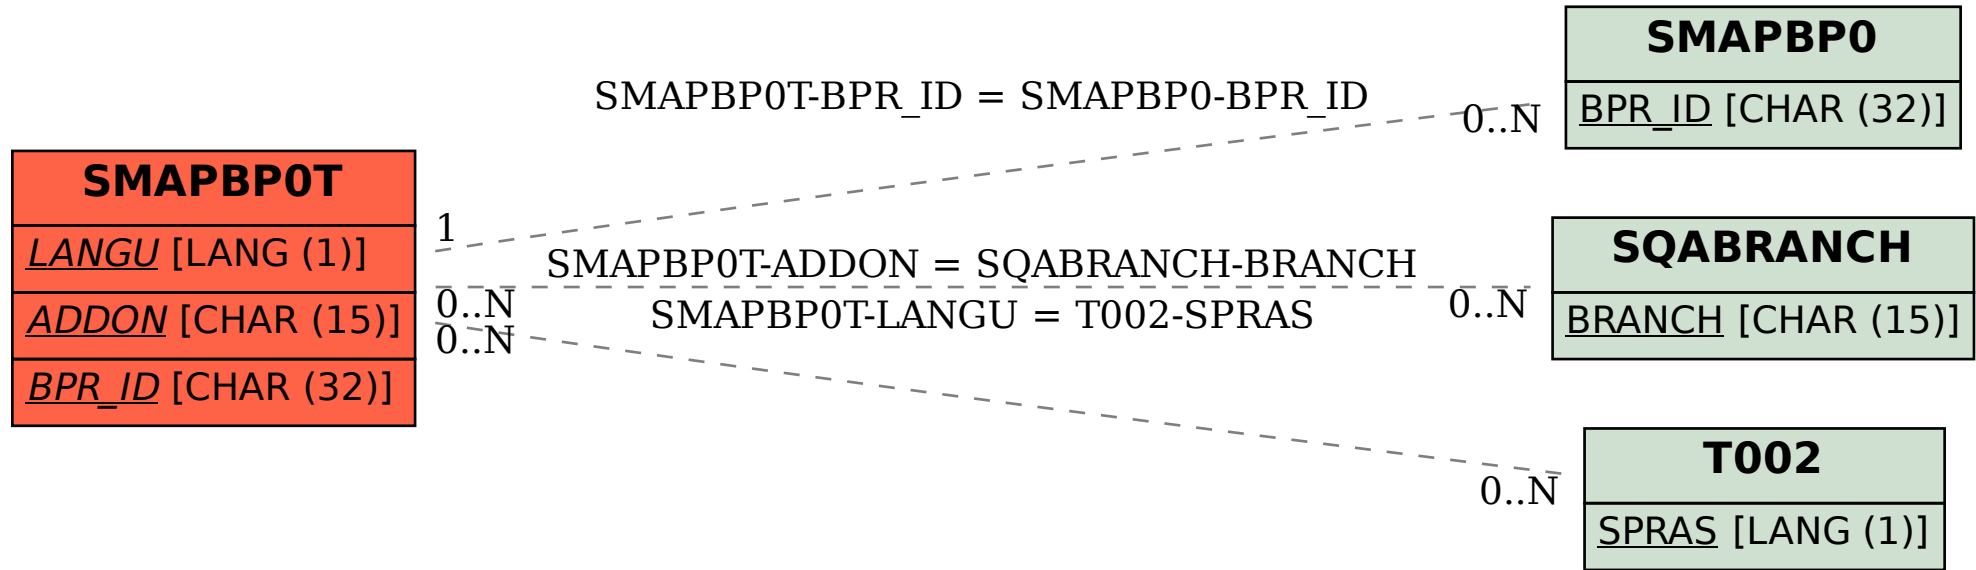 SMAPBP0T
LANGU [LANG (1)]
ADDON [CHAR (15)]
BPR_ID [CHAR (32)]
SMAPBP0T-BPR_ID = SMAPBP0-BPR_ID
1
0..N
SMAPBP0T-ADDON = SQABRANCH-BRANCH
0..N
0..N
SMAPBP0T-LANGU = T002-SPRAS
0..N
0..N
SMAPBP0
BPR_ID [CHAR (32)]
SQABRANCH
BRANCH [CHAR (15)]
T002
SPRAS [LANG (1)]